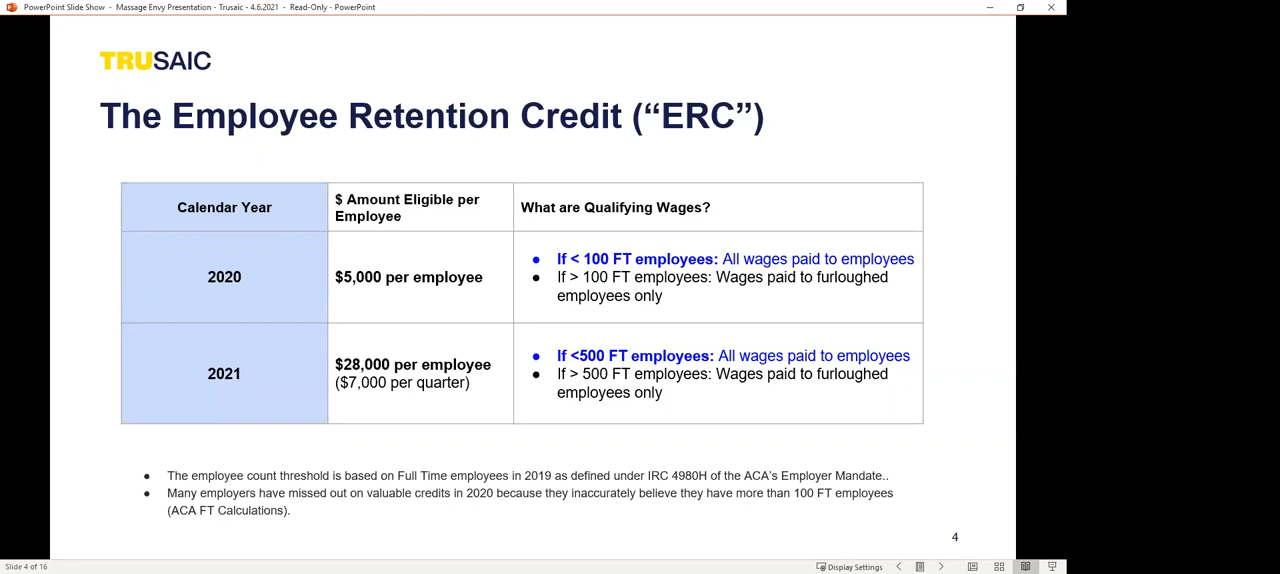 PowerPoint Slide Show - Massage Envy Presentation - Trusaic - 4.6.2021 - Read-Only - PowerPoint
TRUSAIC
The Employee Retention Credit (“ERC”)
Calendar Year
$ Amount Eligible per
Employee
What are Qualifying Wages?
2020
$5,000 per employee
● If < 100 FT employees: All wages paid to employees
● If > 100 FT employees: Wages paid to furloughed
employees only
2021
$28,000 per employee
($7,000 per quarter)
● If <500 FT employees: All wages paid to employees
● If > 500 FT employees: Wages paid to furloughed
employees only
● The employee count threshold is based on Full Time employees in 2019 as defined under IRC 4980H of the ACA's Employer Mandate..
● Many employers have missed out on valuable credits in 2020 because they inaccurately believe they have more than 100 FT employees
(ACA FT Calculations).
4
Slide 4 of 16
Display Settings